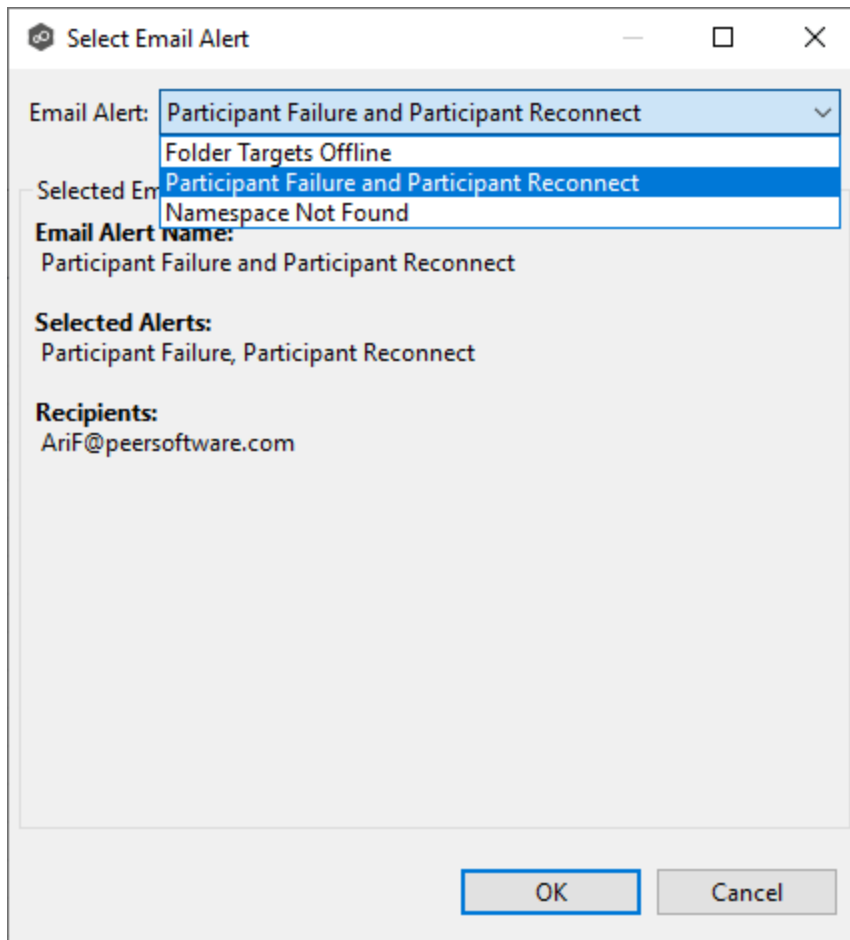 Select Email Alert
Email Alert: Participant Failure and Participant Reconnect
Folder Targets Offline
Participant Failure and Participant Reconnect
Namespace Not Found
Selected Em
Email Alert Name:
Participant Failure and Participant Reconnect
Selected Alerts:
Participant Failure, Participant Reconnect
Recipients:
AriF@peersoftware.com
OK
Cancel